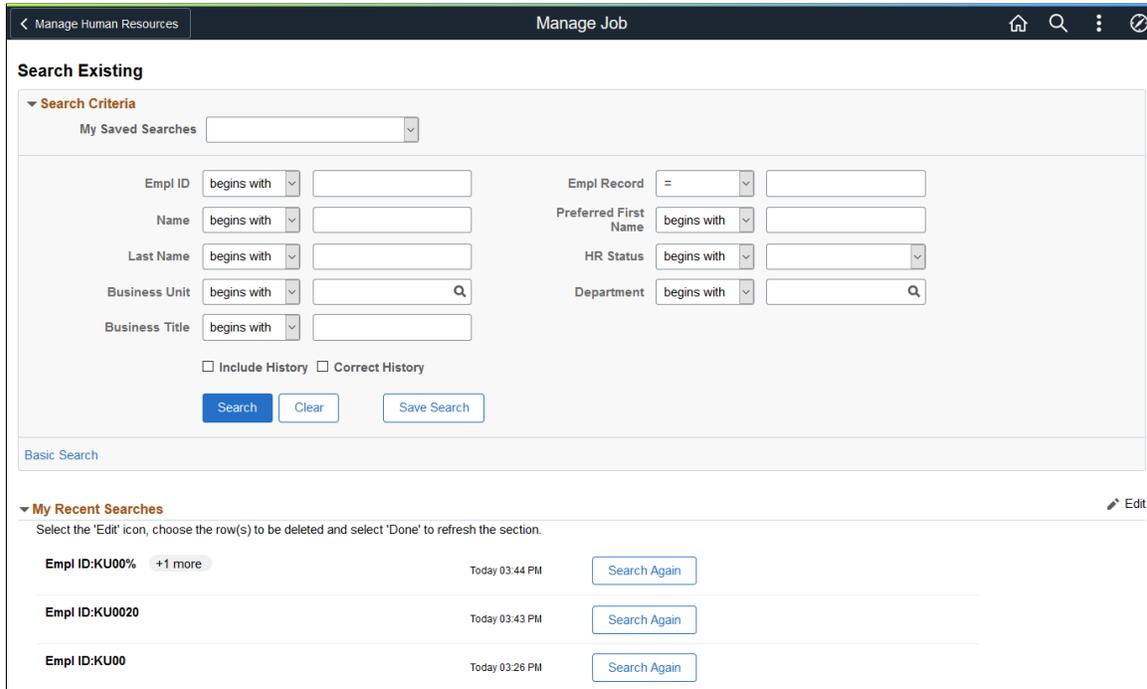 Manage Human Resources
Manage Job
Search Existing
Search Criteria
My Saved Searches
Empl ID begins with Empl Record =
Name begins with Preferred First Name begins with
Last Name begins with HR Status begins with
Business Unit begins with Department begins with
Business Title begins with
Include History Correct History
Search Clear Save Search
Basic Search
My Recent Searches Edit
Select the 'Edit' icon, choose the row(s) to be deleted and select 'Done' to refresh the section.
Empl ID:KU00% +1 more Today 03:44 PM Search Again
Empl ID:KU0020 Today 03:43 PM Search Again
Empl ID:KU00 Today 03:26 PM Search Again